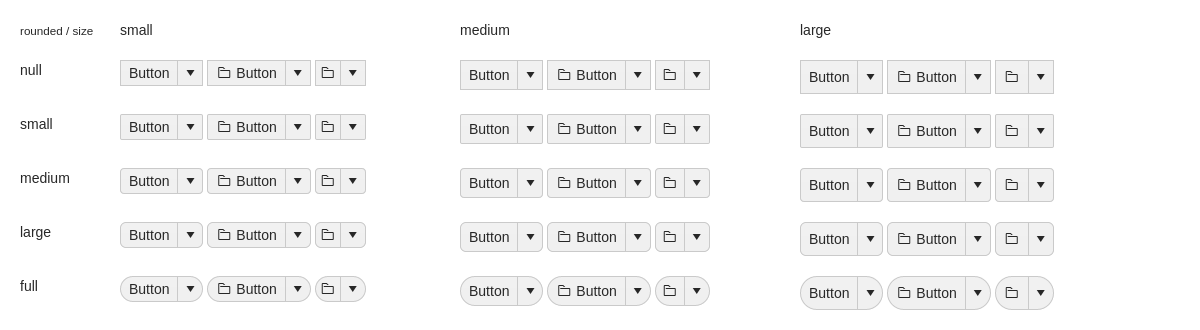 rounded / size small medium large
null Button Button Button Button Button Button
small Button Button Button Button Button Button
medium Button Button Button Button Button Button
large Button Button Button Button Button Button
full Button Button Button Button Button Button